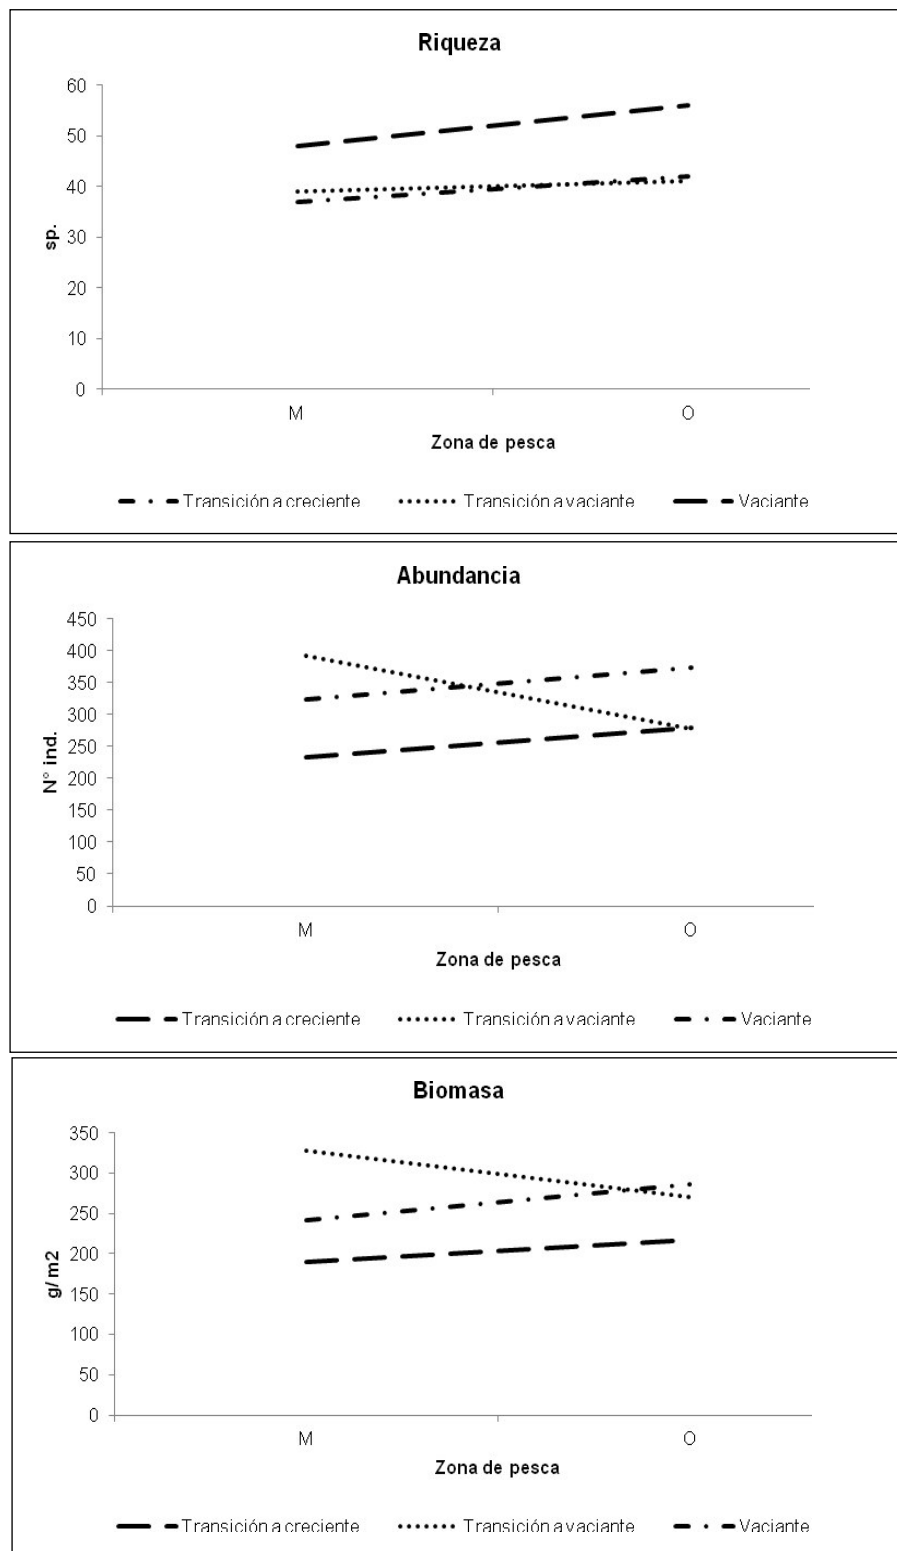 Riqueza
60
50
40
30
20
10
0
sp.
M O
Zona de pesca
Transición a creciente Transición a vaciante Vaciante
Abundancia
450
400
350
300
250
200
150
100
50
0
N° ind.
M O
Zona de pesca
Transición a creciente Transición a vaciante Vaciante
Biomasa
350
300
250
200
150
100
50
0
g/m2
M O
Zona de pesca
Transición a creciente Transición a vaciante Vaciante